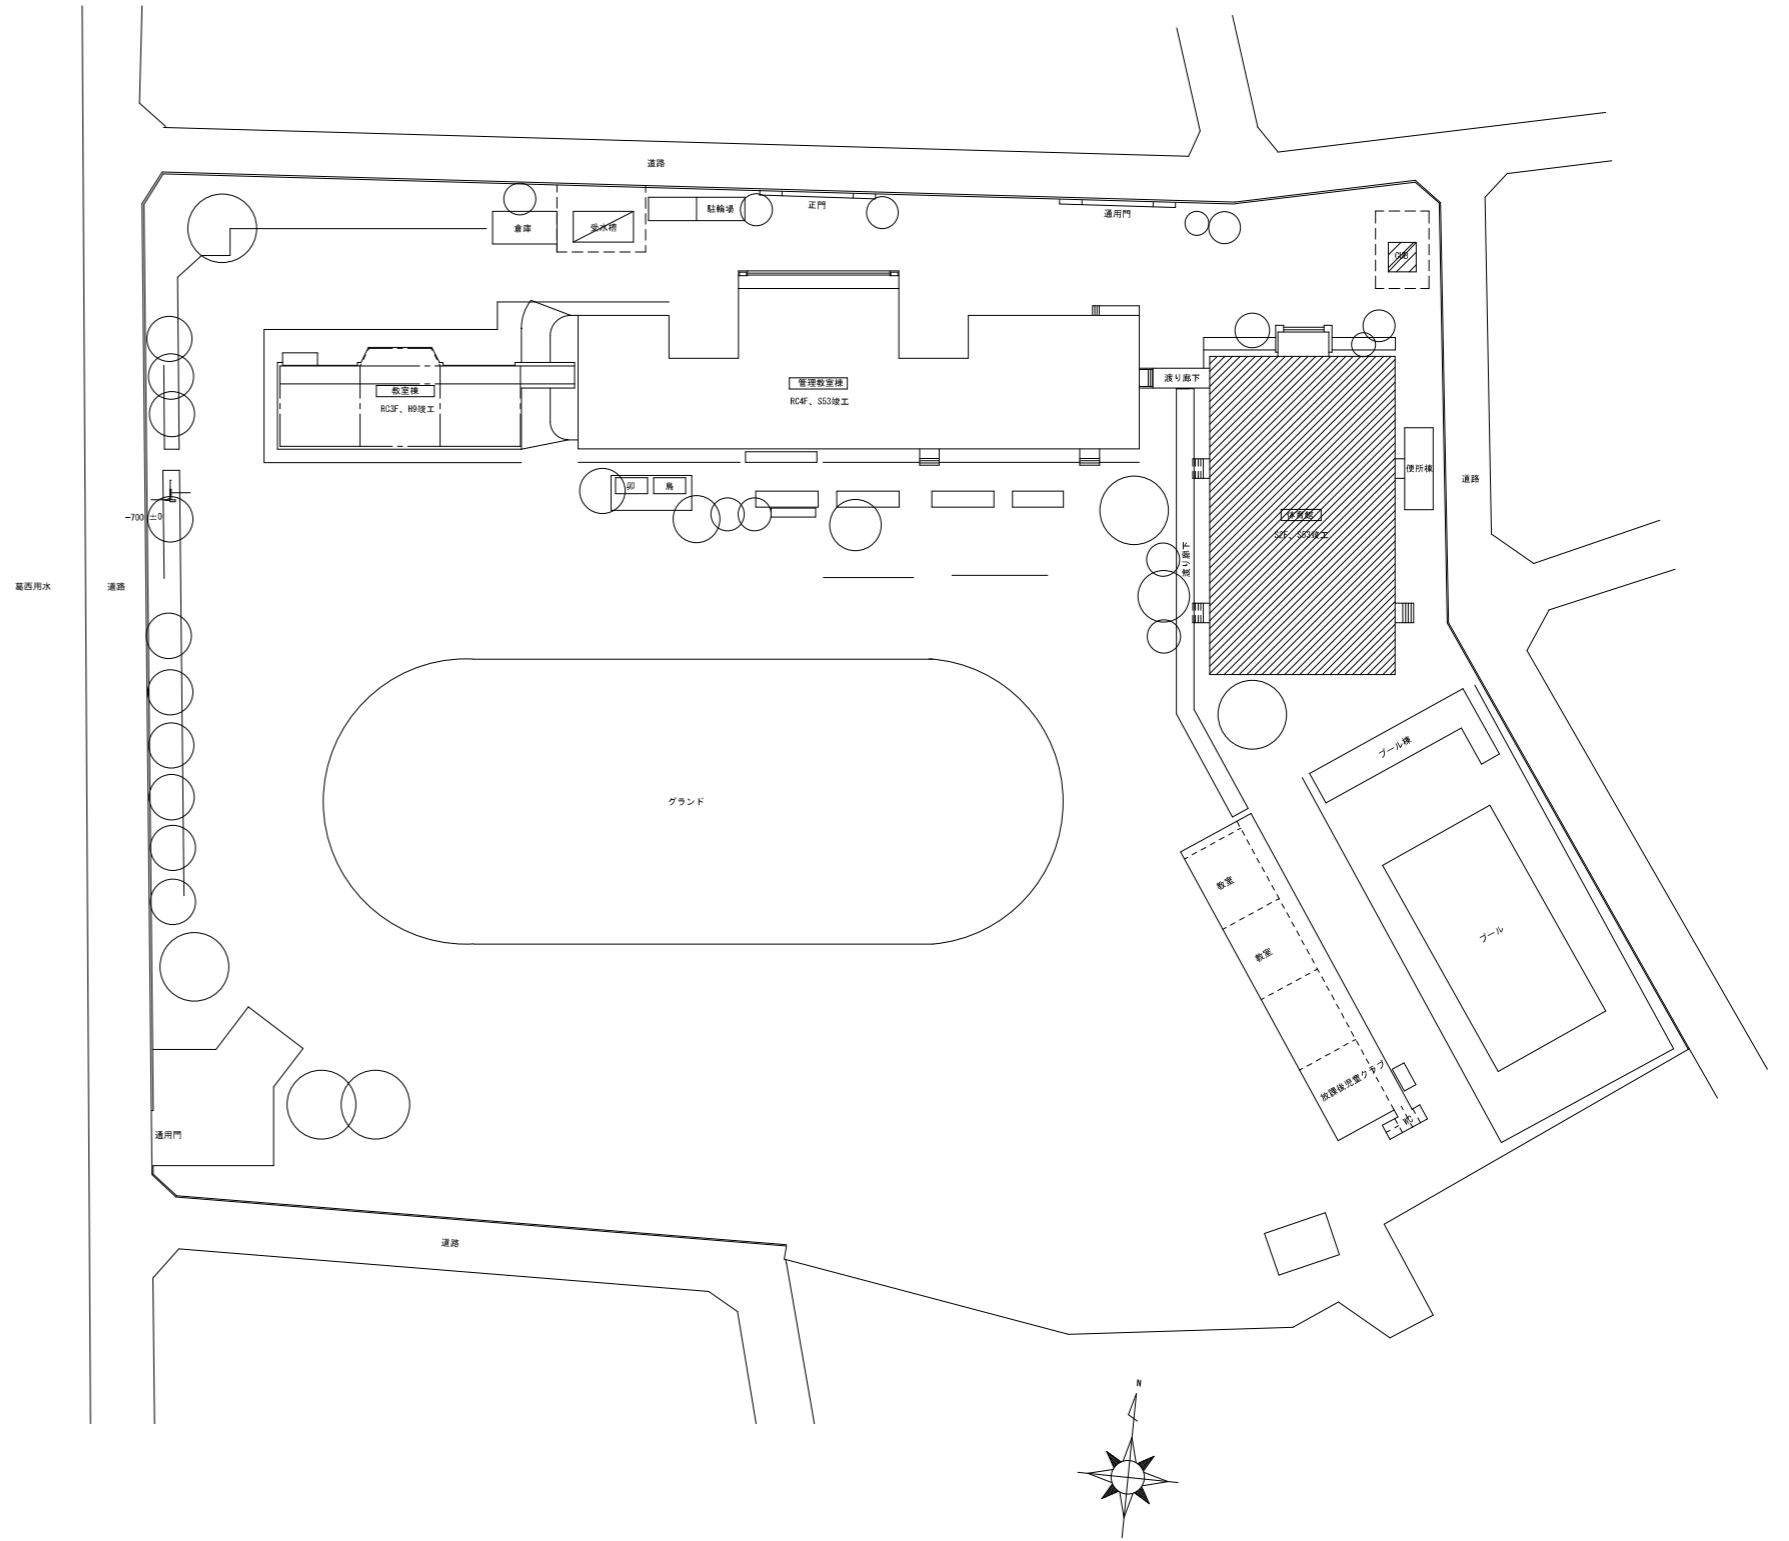 道路
駐輪場
正門
通用門
倉庫
受水槽
CUB
渡り廊下
管理教室棟
RC4F、S53竣工
教室棟
RC3F、H9竣工
便所棟
道路
卯
鳥
体育館
S2F、S53竣工
-700
±0
渡り廊下
葛西用水
道路
プール棟
グランド
教室
プール
教室
放課後児童クラブ
通用門
道路
N